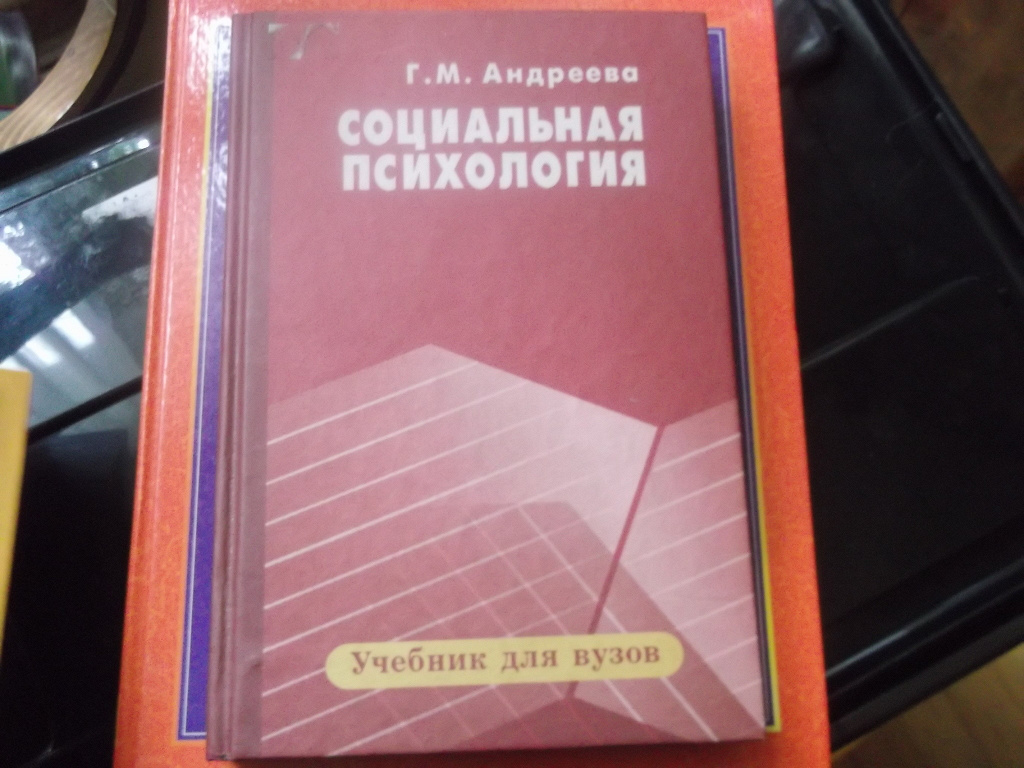 Г.М. Андреева
СОЦИАЛЬНАЯ
ПСИХОЛОГИЯ
Учебник для вузов